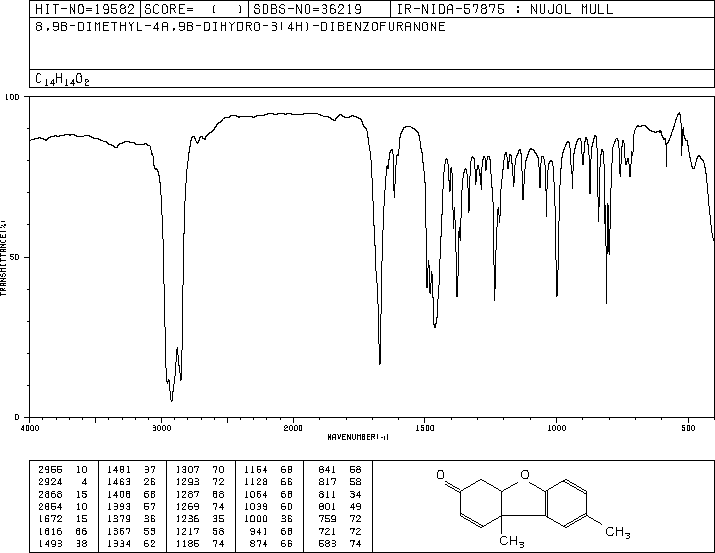 HIT-NO=19582 SCORE= ( ) SDBS-NO=36219 IR-NIDA-57875 : NUJOL MULL
8,9B-DIMETHYL-4A,9B-DIHYDRO-3(4H)-DIBENZOFURANONE
C14H14O2
100
50
0
TRANSMITTANCE(%)
4000 3000 2000 1500 1000 500
WAVENUMBER(-1)
2955 10 1481 37 1307 70 1164 68 841 58
2924 4 1463 26 1293 72 1128 66 817 58
2868 15 1408 68 1287 68 1064 68 811 34
2854 10 1393 57 1269 74 1039 60 801 49
1672 15 1379 36 1236 35 1000 36 759 72
1616 66 1367 59 1217 58 941 68 721 72
1493 38 1334 62 1185 74 874 66 583 74
O
O
CH3
CH3